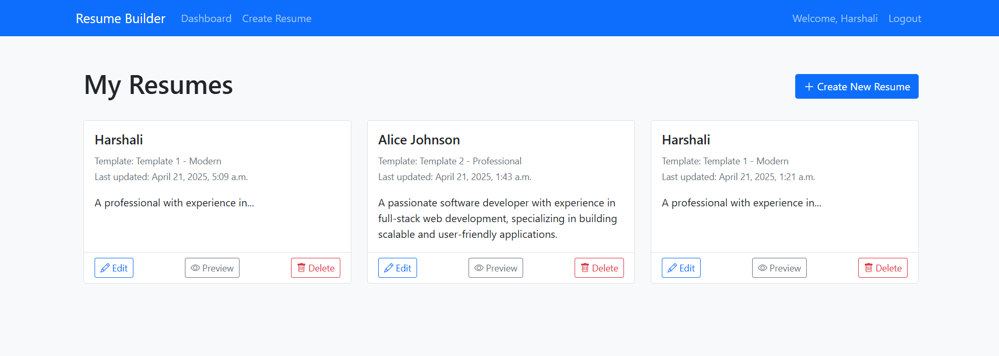 Resume Builder Dashboard Create Resume Welcome, Harshali Logout
My Resumes
+ Create New Resume
Harshali
Template: Template 1 - Modern
Last updated: April 21, 2025, 5:09 a.m.
A professional with experience in...
Edit Preview Delete
Alice Johnson
Template: Template 2 - Professional
Last updated: April 21, 2025, 1:43 a.m.
A passionate software developer with experience in
full-stack web development, specializing in building
scalable and user-friendly applications.
Edit Preview Delete
Harshali
Template: Template 1 - Modern
Last updated: April 21, 2025, 1:21 a.m.
A professional with experience in...
Edit Preview Delete